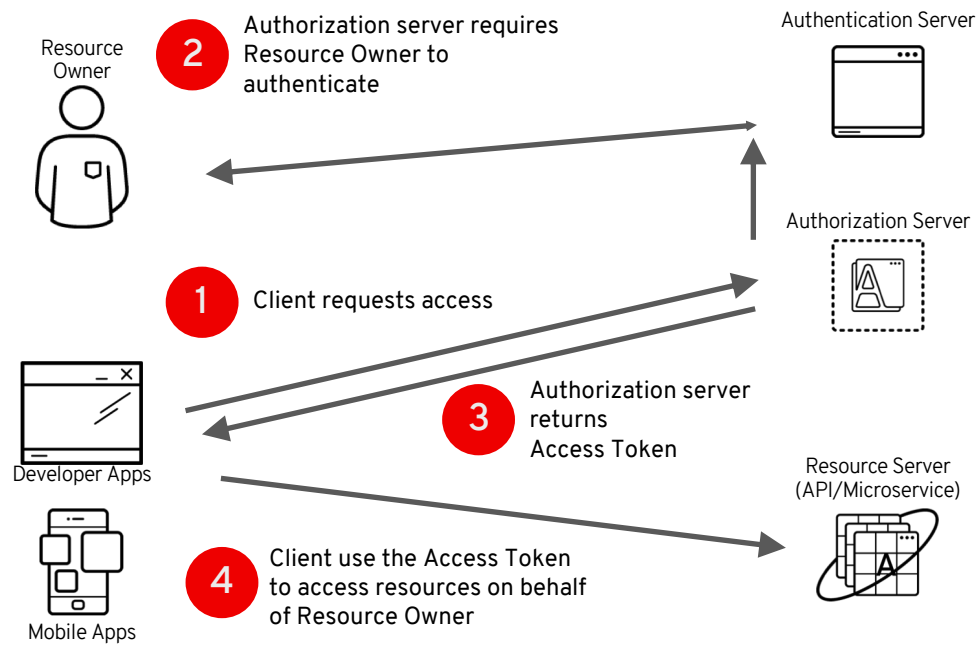 Resource
Owner
2
Authorization server requires
Resource Owner to
authenticate
Authentication Server
Authorization Server
A
1
Client requests access
3
Authorization server
returns
Access Token
Developer Apps
Resource Server
(API/Microservice)
A
4
Client use the Access Token
to access resources on behalf
of Resource Owner
Mobile Apps